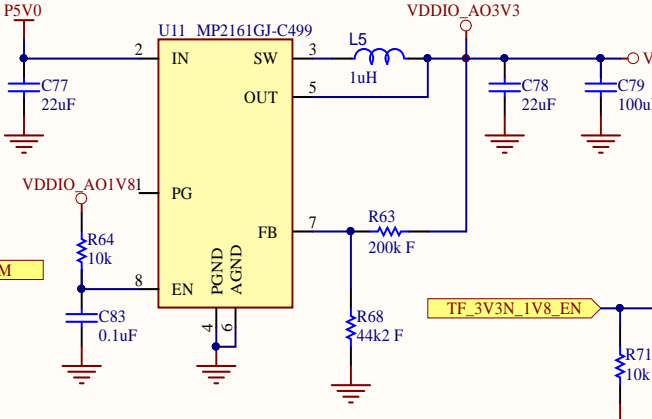 P5V0
VDDIO_AO3V3
U11 MP2161GJ-C499
2
IN
SW
3
L5
1uH
C77
22uF
OUT
5
C78
22uF
C79
VDDIO_AO1V8
1
PG
R64
10k
FB
7
R63
200k F
M
8
EN
PGND
AGND
4
6
C83
0.1uF
R68
44k2 F
TF_3V3N_1V8_EN
R71
10k